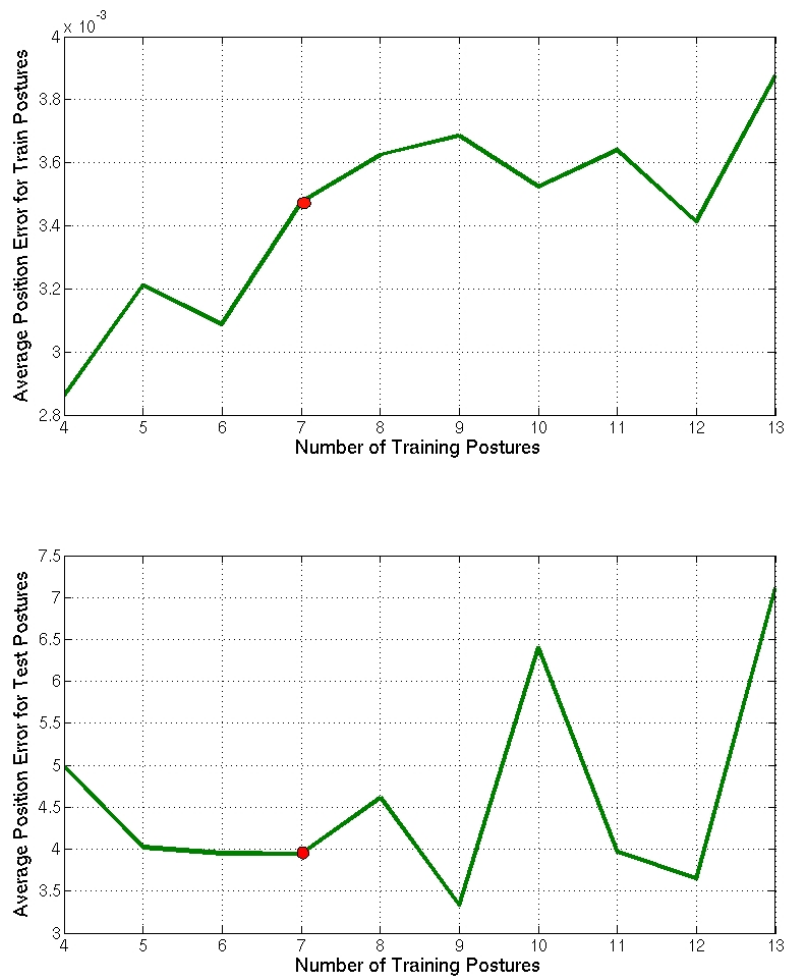 x 10^-3
4
3.8
3.6
3.4
3.2
3
2.8
Average Position Error for Train Postures
4 5 6 7 8 9 10 11 12 13
Number of Training Postures
7.5
7
6.5
6
5.5
5
4.5
4
3.5
3
Average Position Error for Test Postures
4 5 6 7 8 9 10 11 12 13
Number of Training Postures